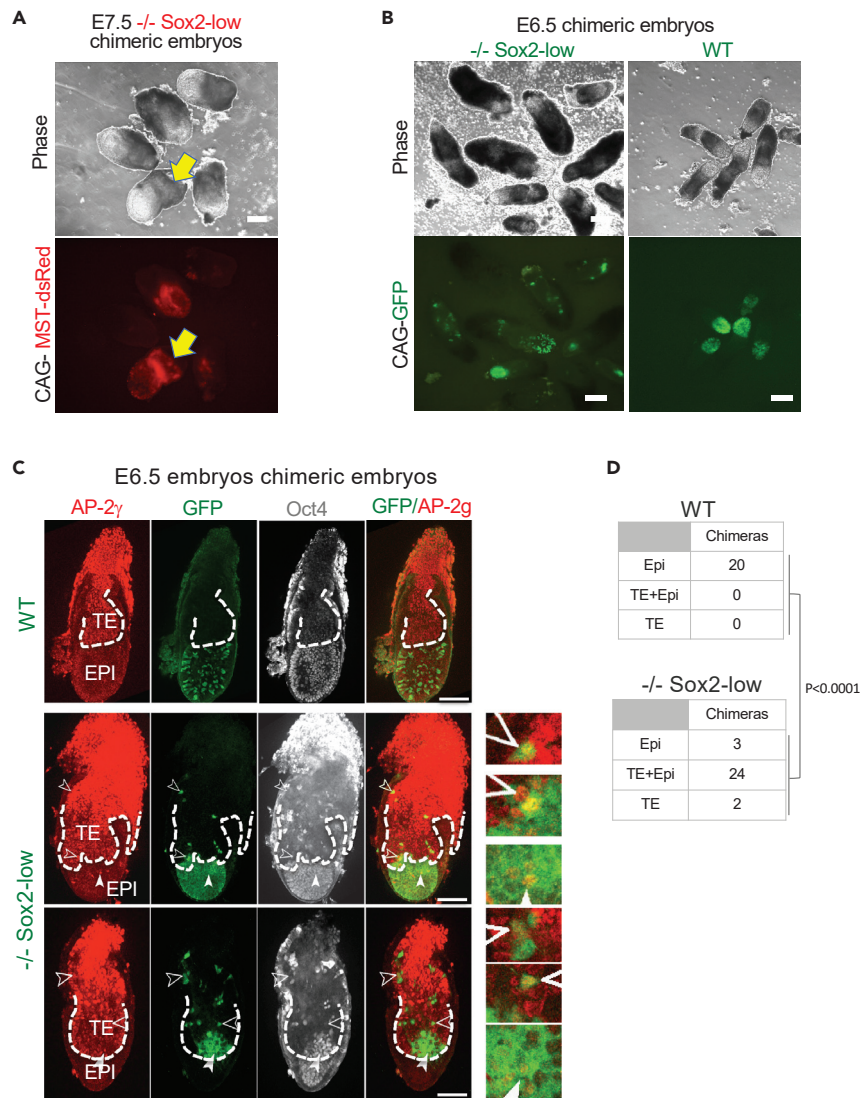 A
E7.5 -/- Sox2-low
chimeric embryos
Phase
CAG- MST-dsRed
B
E6.5 chimeric embryos
-/- Sox2-low WT
Phase
CAG-GFP
C
E6.5 embryos chimeric embryos
AP-2γ GFP Oct4 GFP/AP-2g
WT
TE
EPI
-/- Sox2-low
TE
EPI
TE
EPI
D
WT
Chimeras
Epi 20
TE+Epi 0
TE 0
P<0.0001
-/- Sox2-low
Chimeras
Epi 3
TE+Epi 24
TE 2